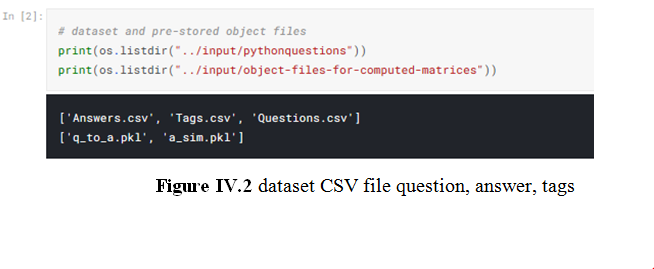 In [2]:
# dataset and pre-stored object files
print(os.listdir("../input/pythonquestions"))
print(os.listdir("../input/object-files-for-computed-matrices"))
['Answers.csv', 'Tags.csv', 'Questions.csv']
['q_to_a.pkl', 'a_sim.pkl']
Figure IV.2 dataset CSV file question, answer, tags